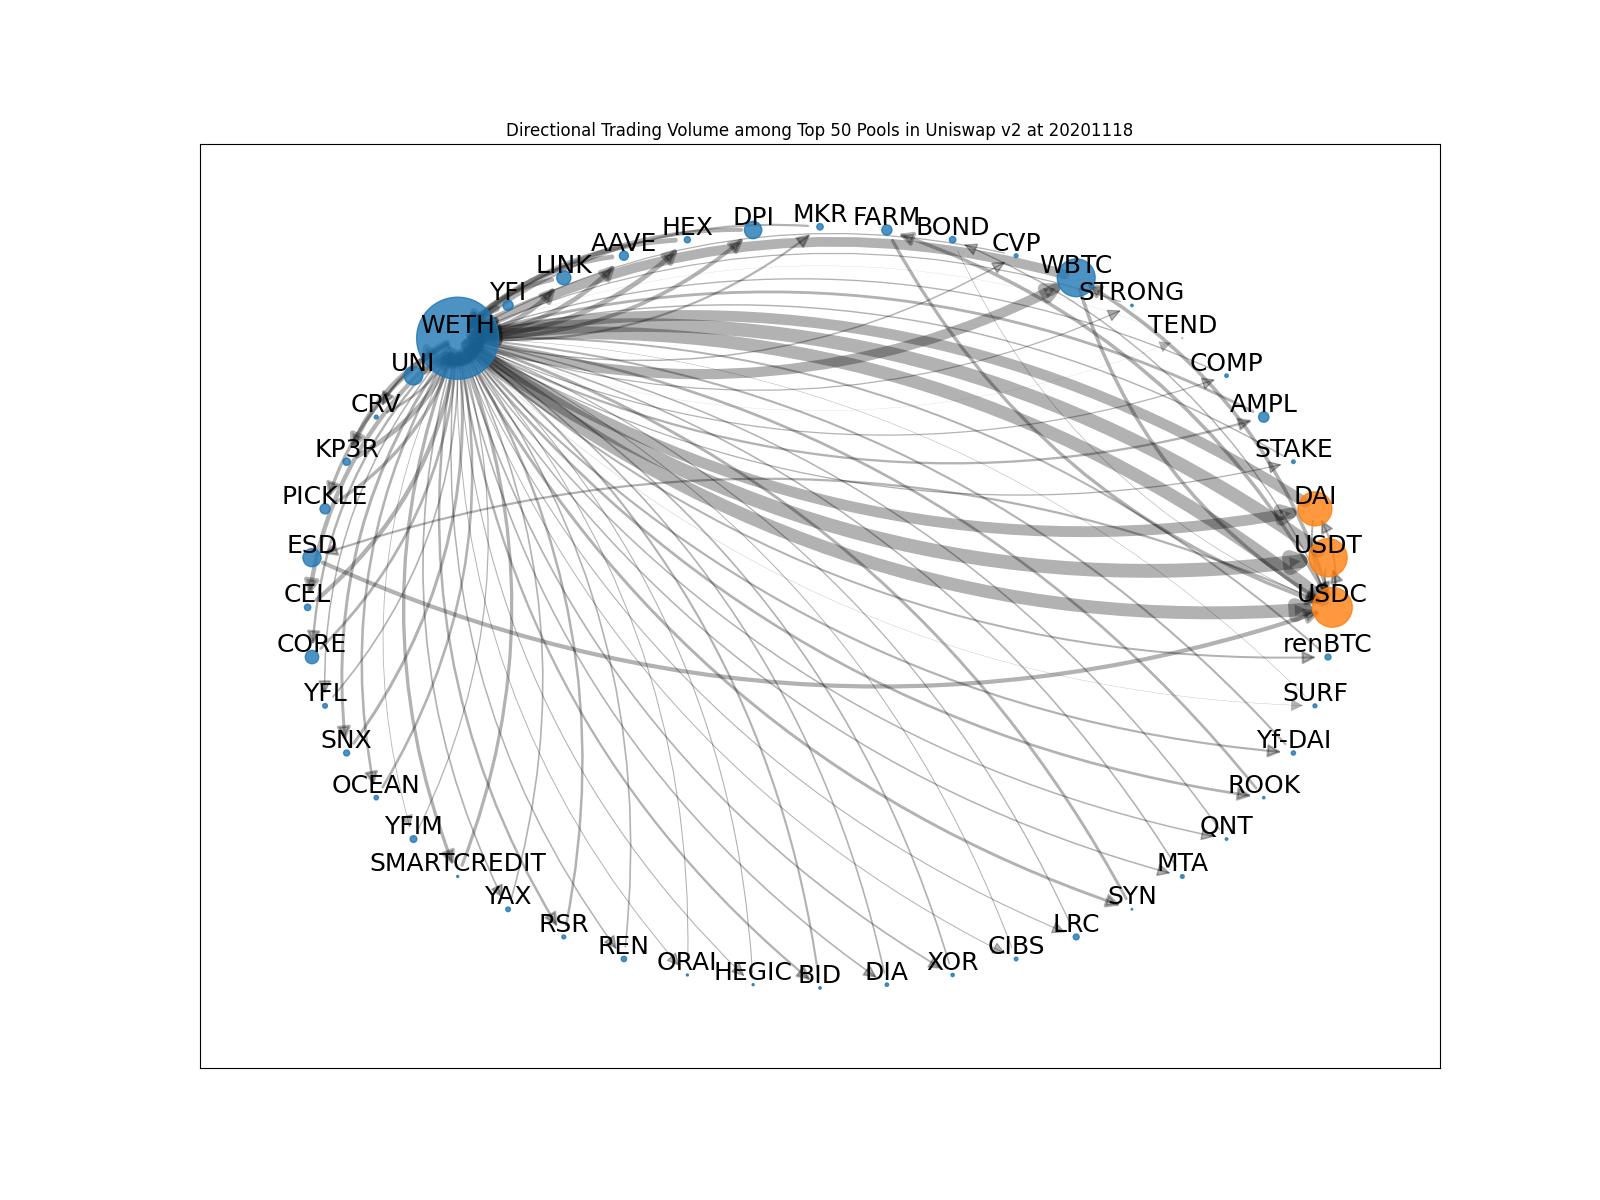 Directional Trading Volume among Top 50 Pools in Uniswap v2 at 20201118
MKR
DPI
FARM
HEX
BOND
AAVE
CVP
LINK
WBTC
YFI
STRONG
WETH
TEND
UNI
COMP
CRV
AMPL
KP3R
STAKE
PICKLE
DAI
ESD
USDT
CEL
USDC
CORE
renBTC
YFL
SURF
SNX
Yf-DAI
OCEAN
ROOK
YFIM
QNT
SMARTCREDIT
MTA
YAX
SYN
RSR
LRC
REN
CIBS
ORAI
XOR
HEGIC
DIA
BID